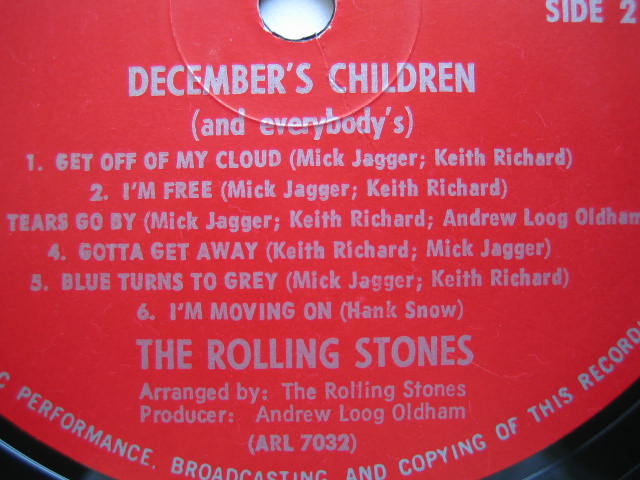 SIDE 2
DECEMBER'S CHILDREN
(and everybody's)
1. GET OFF OF MY CLOUD (Mick Jagger; Keith Richard)
2. I'M FREE (Mick Jagger; Keith Richard)
TEARS GO BY (Mick Jagger; Keith Richard; Andrew Loog Oldham
4. GOTTA GET AWAY (Keith Richard; Mick Jagger)
5. BLUE TURNS TO GREY (Mick Jagger; Keith Richard)
6. I'M MOVING ON (Hank Snow)
THE ROLLING STONES
Arranged by: The Rolling Stones
Producer: Andrew Loog Oldham
(ARL 7032)
C PERFORMANCE, BROADCASTING, AND COPYING OF THIS RECORD